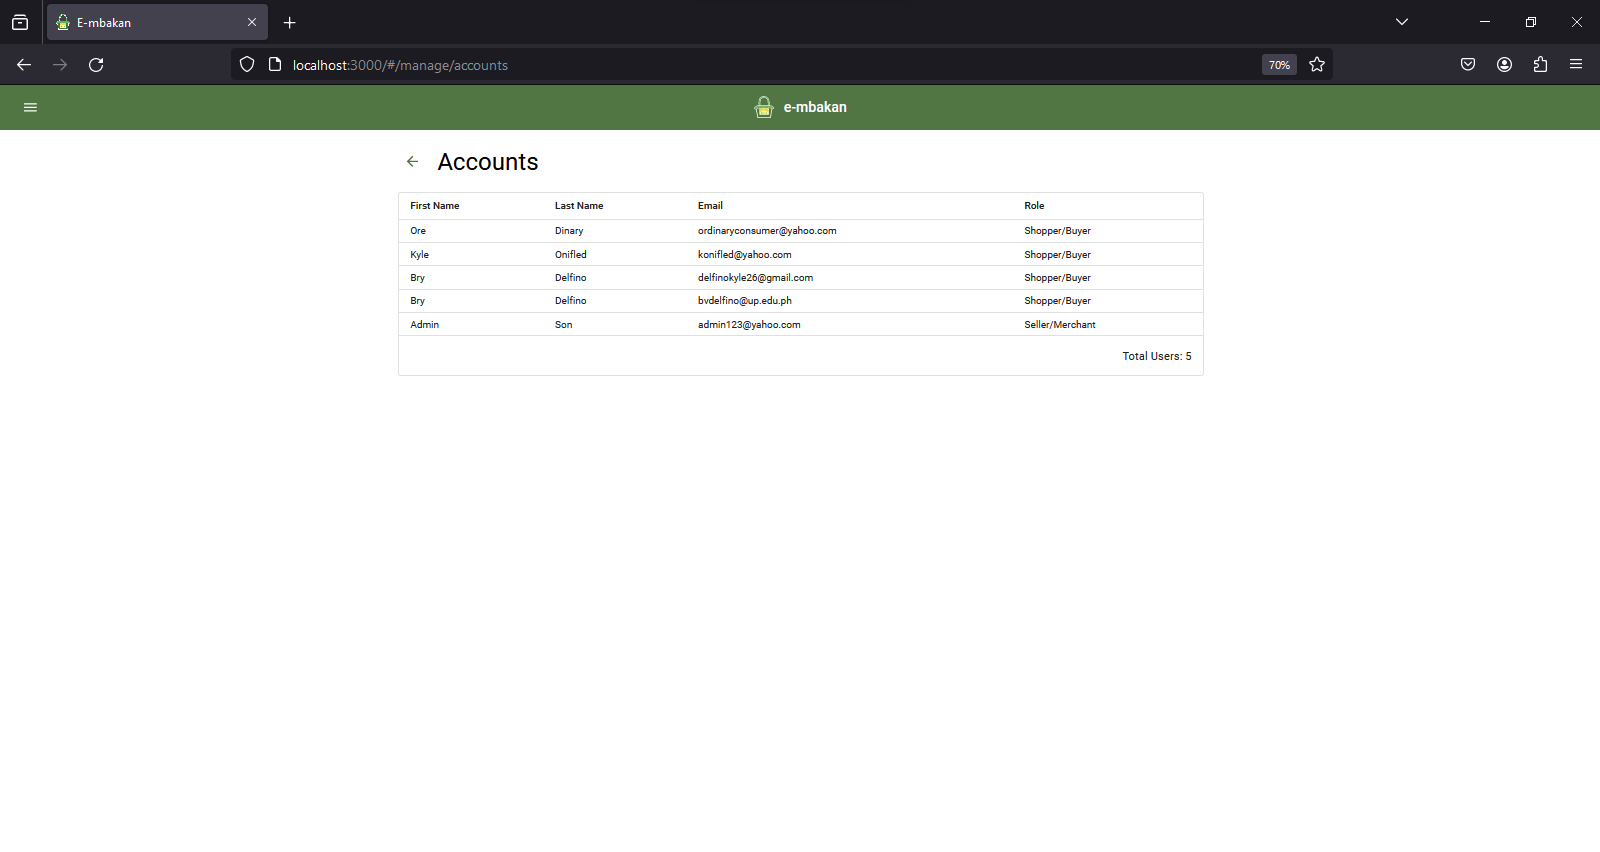 E-mbakan
localhost:3000/#/manage/accounts
70%
e-mbakan
Accounts
First Name Last Name Email Role
Ore Dinary ordinaryconsumer@yahoo.com Shopper/Buyer
Kyle Onifled konifled@yahoo.com Shopper/Buyer
Bry Delfino delfinokyle26@gmail.com Shopper/Buyer
Bry Delfino bvdelfino@up.edu.ph Shopper/Buyer
Admin Son admin123@yahoo.com Seller/Merchant
Total Users: 5